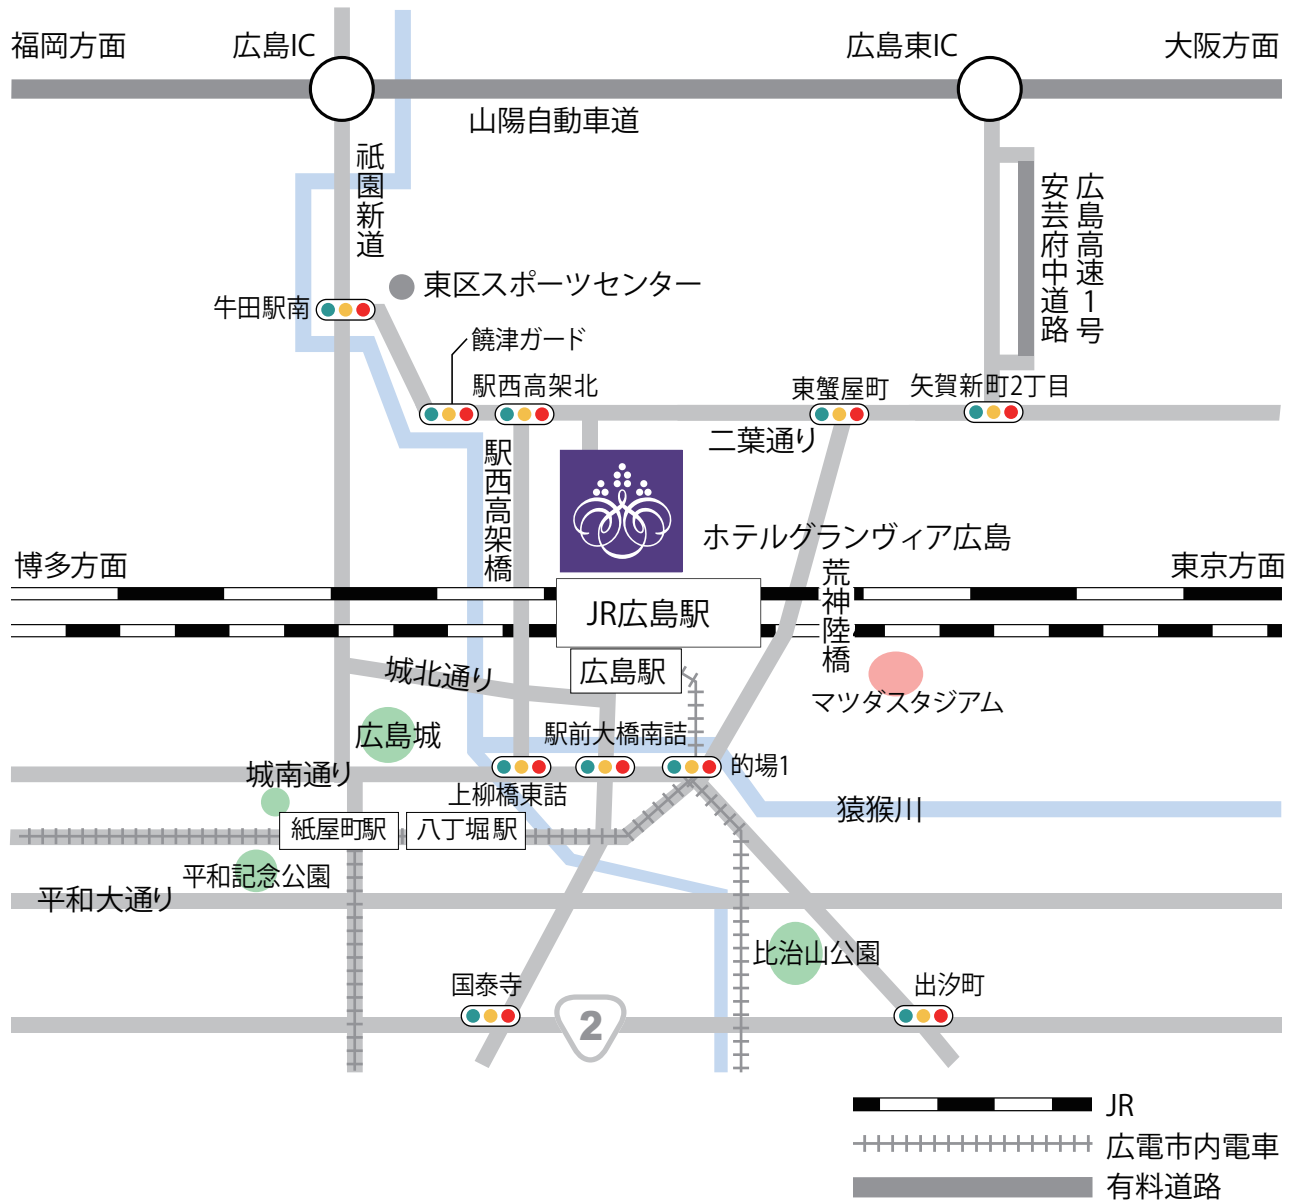 福岡方面
広島IC
広島東IC
大阪方面
山陽自動車道
祇園新道
広島高速1号
安芸府中道路
東区スポーツセンター
牛田駅南
饒津ガード
駅西高架北
東蟹屋町
矢賀新町2丁目
二葉通り
駅西高架橋
ホテルグランヴィア広島
博多方面
東京方面
荒神陸橋
JR広島駅
広島駅
城北通り
マツダスタジアム
広島城
駅前大橋南詰
的場1
城南通り
上柳橋東詰
猿猴川
紙屋町駅
八丁堀駅
平和記念公園
平和大通り
比治山公園
国泰寺
出汐町
2
JR
広電市内電車
有料道路